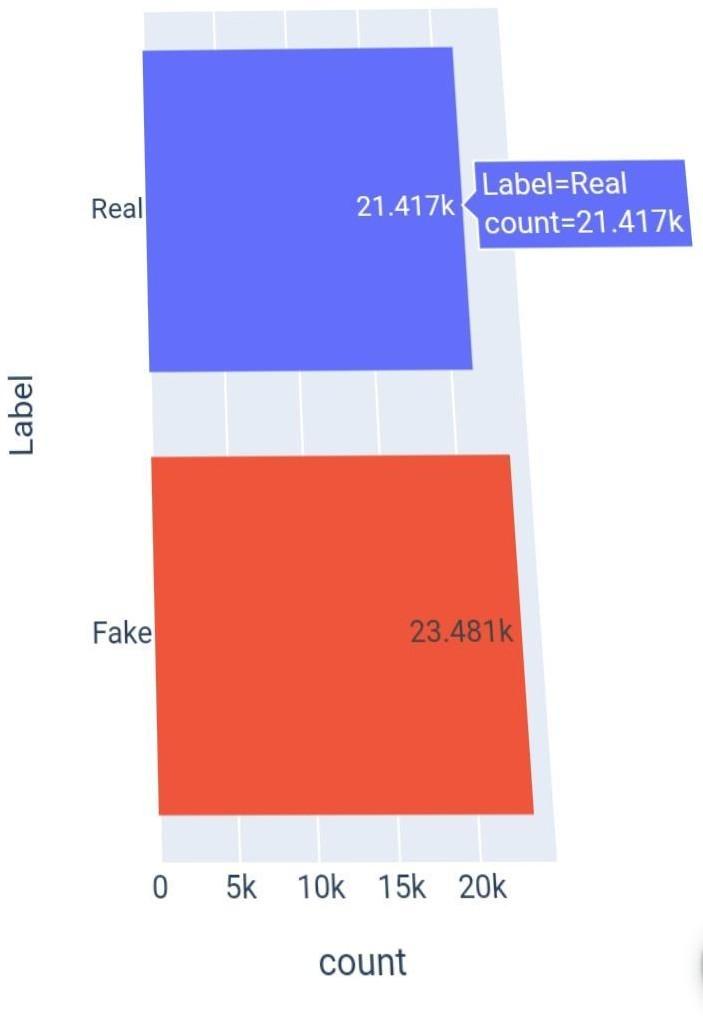 Real
21.417k
Label=Real
count=21.417k
Label
Fake
23.481k
0 5k 10k 15k 20k
count